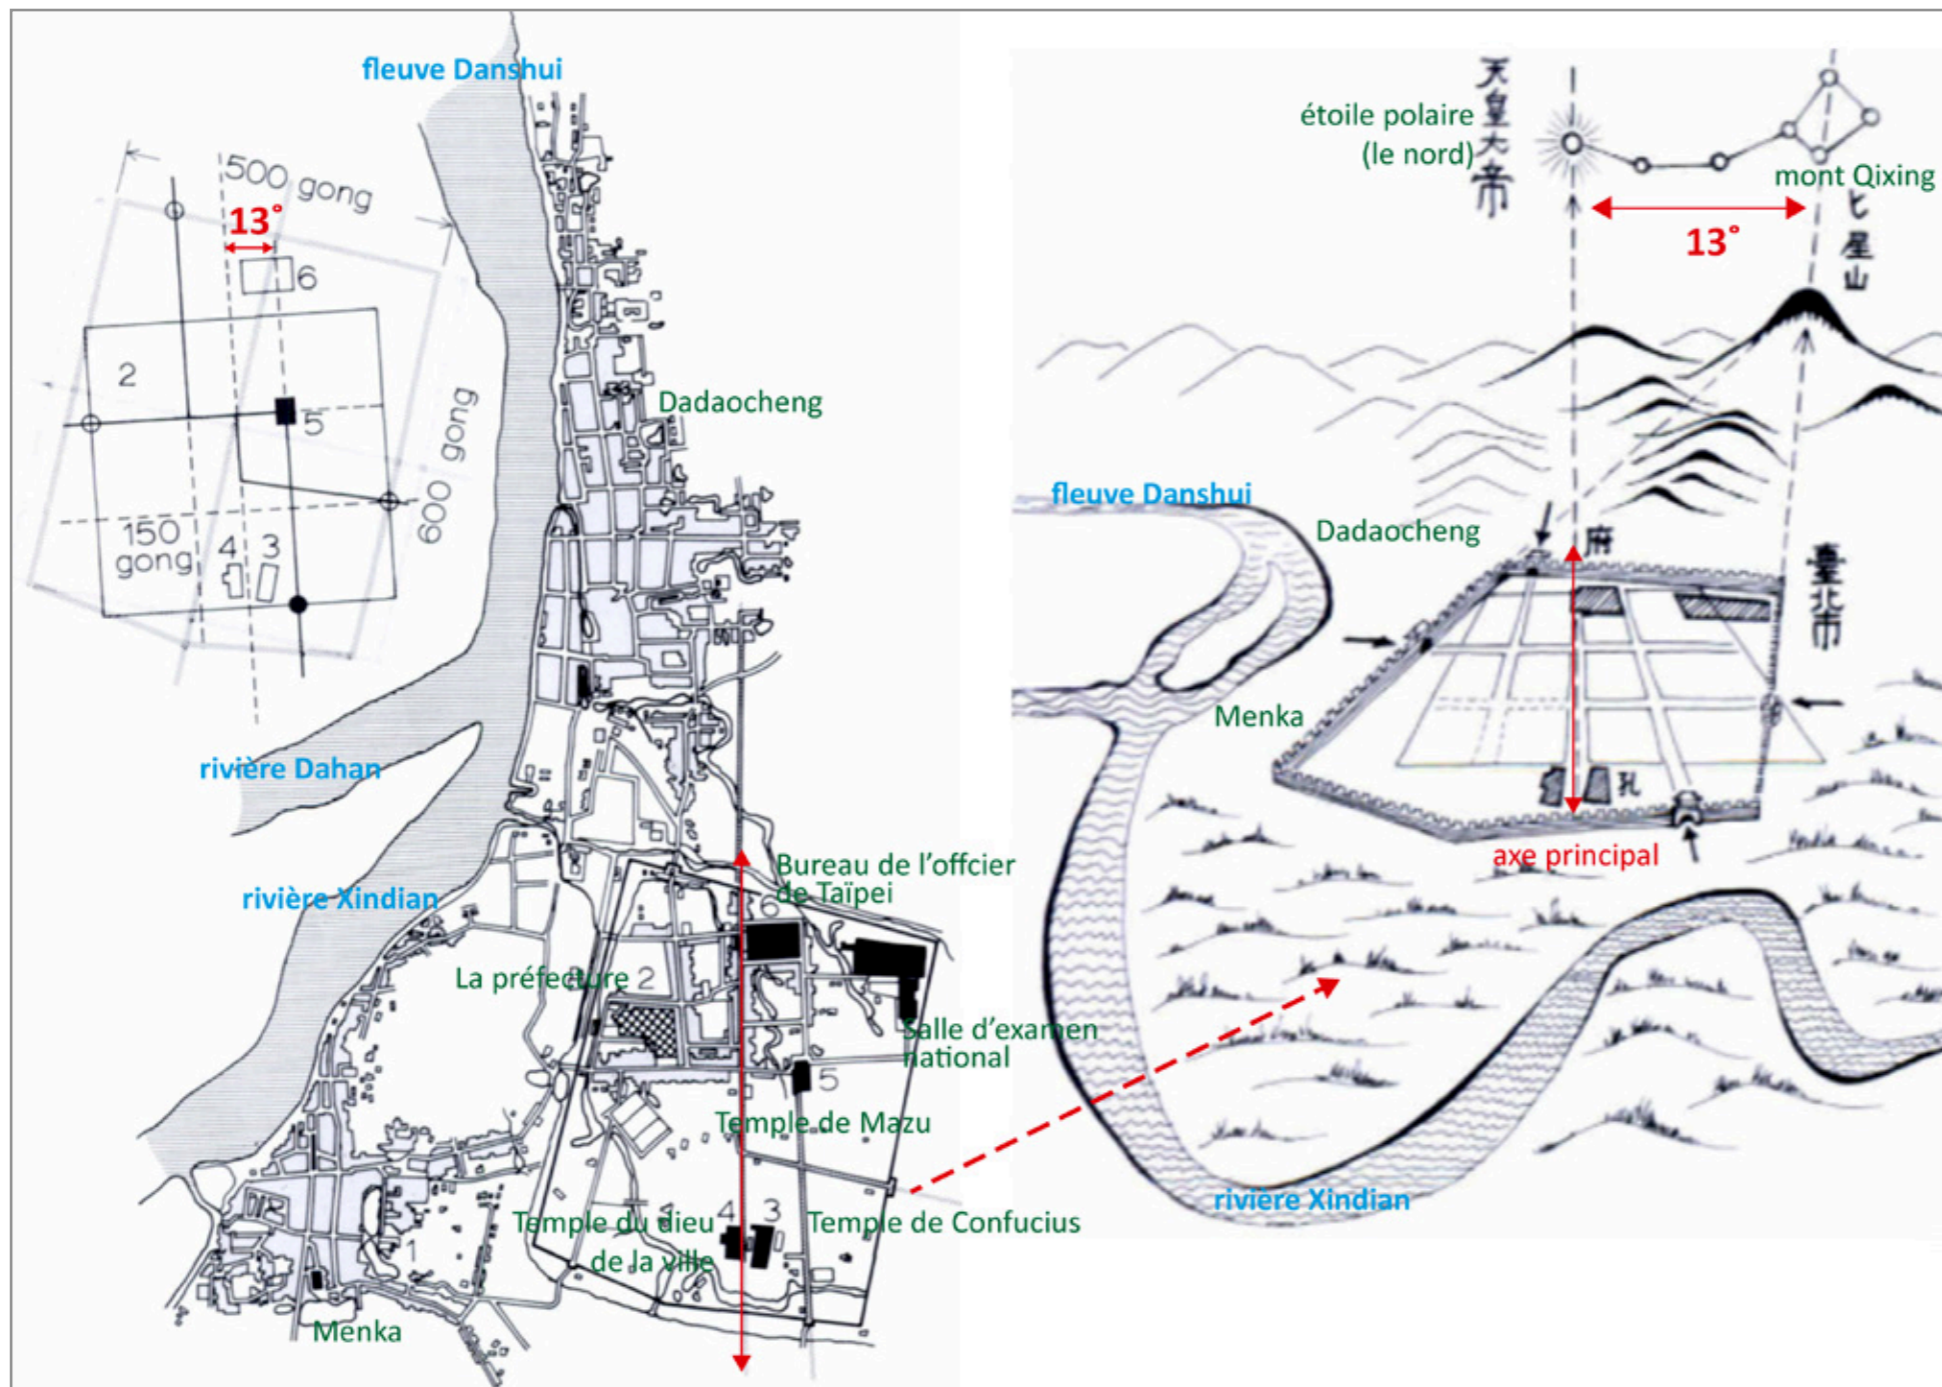 fleuve Danshui
500 gong
13°
6
2
5
600 gong
150
gong
4
3
Dadaocheng
rivière Dahan
rivière Xindian
Bureau de l'offcier
de Taïpei
6
La préfecture
2
Salle d'examen
national
5
Temple de Mazu
Temple du dieu
de la ville
4
3
Temple de Confucius
1
Menka
天皇大帝
étoile polaire
(le nord)
mont Qixing
13°
七星山
fleuve Danshui
Dadaocheng
府
臺北市
Menka
孔
axe principal
rivière Xindian